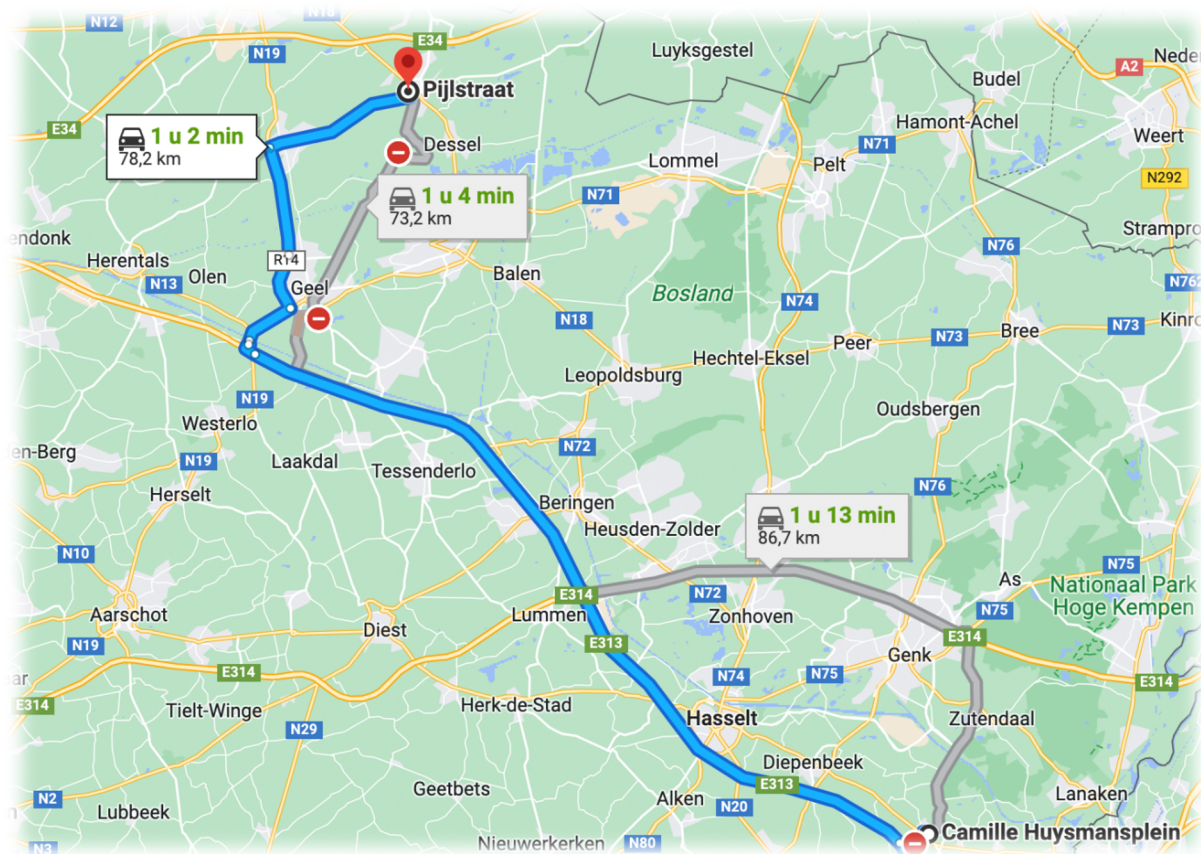 N12
N18
E34
N19
Luyksgestel
A2
Budel
Pijlstraat
E34
1 u 2 min
78,2 km
Hamont-Achel
Weert
Dessel
N71
Lommel
Pelt
N292
1 u 4 min
73,2 km
N71
Herentals
Olen
R14
N76
N13
Geel
Balen
Bosland
N74
N18
N73
Bree
N73
Peer
Hechtel-Eksel
Leopoldsburg
N19
Westerlo
Oudsbergen
N72
Laakdal
N19
Tessenderlo
Herselt
N76
Beringen
1 u 13 min
86,7 km
Heusden-Zolder
N10
As
N75
Nationaal Park
Hoge Kempen
E314
N72
Aarschot
Lummen
Zonhoven
N75
Diest
E314
N19
E313
Genk
E314
N74
N75
E314
E314
Tielt-Winge
Herk-de-Stad
Hasselt
Zutendaal
N29
Diepenbeek
E313
Geetbets
Lanaken
N2
Alken
N20
Lubbeek
Camille Huysmansplein
Nieuwerkerken
N80
N3